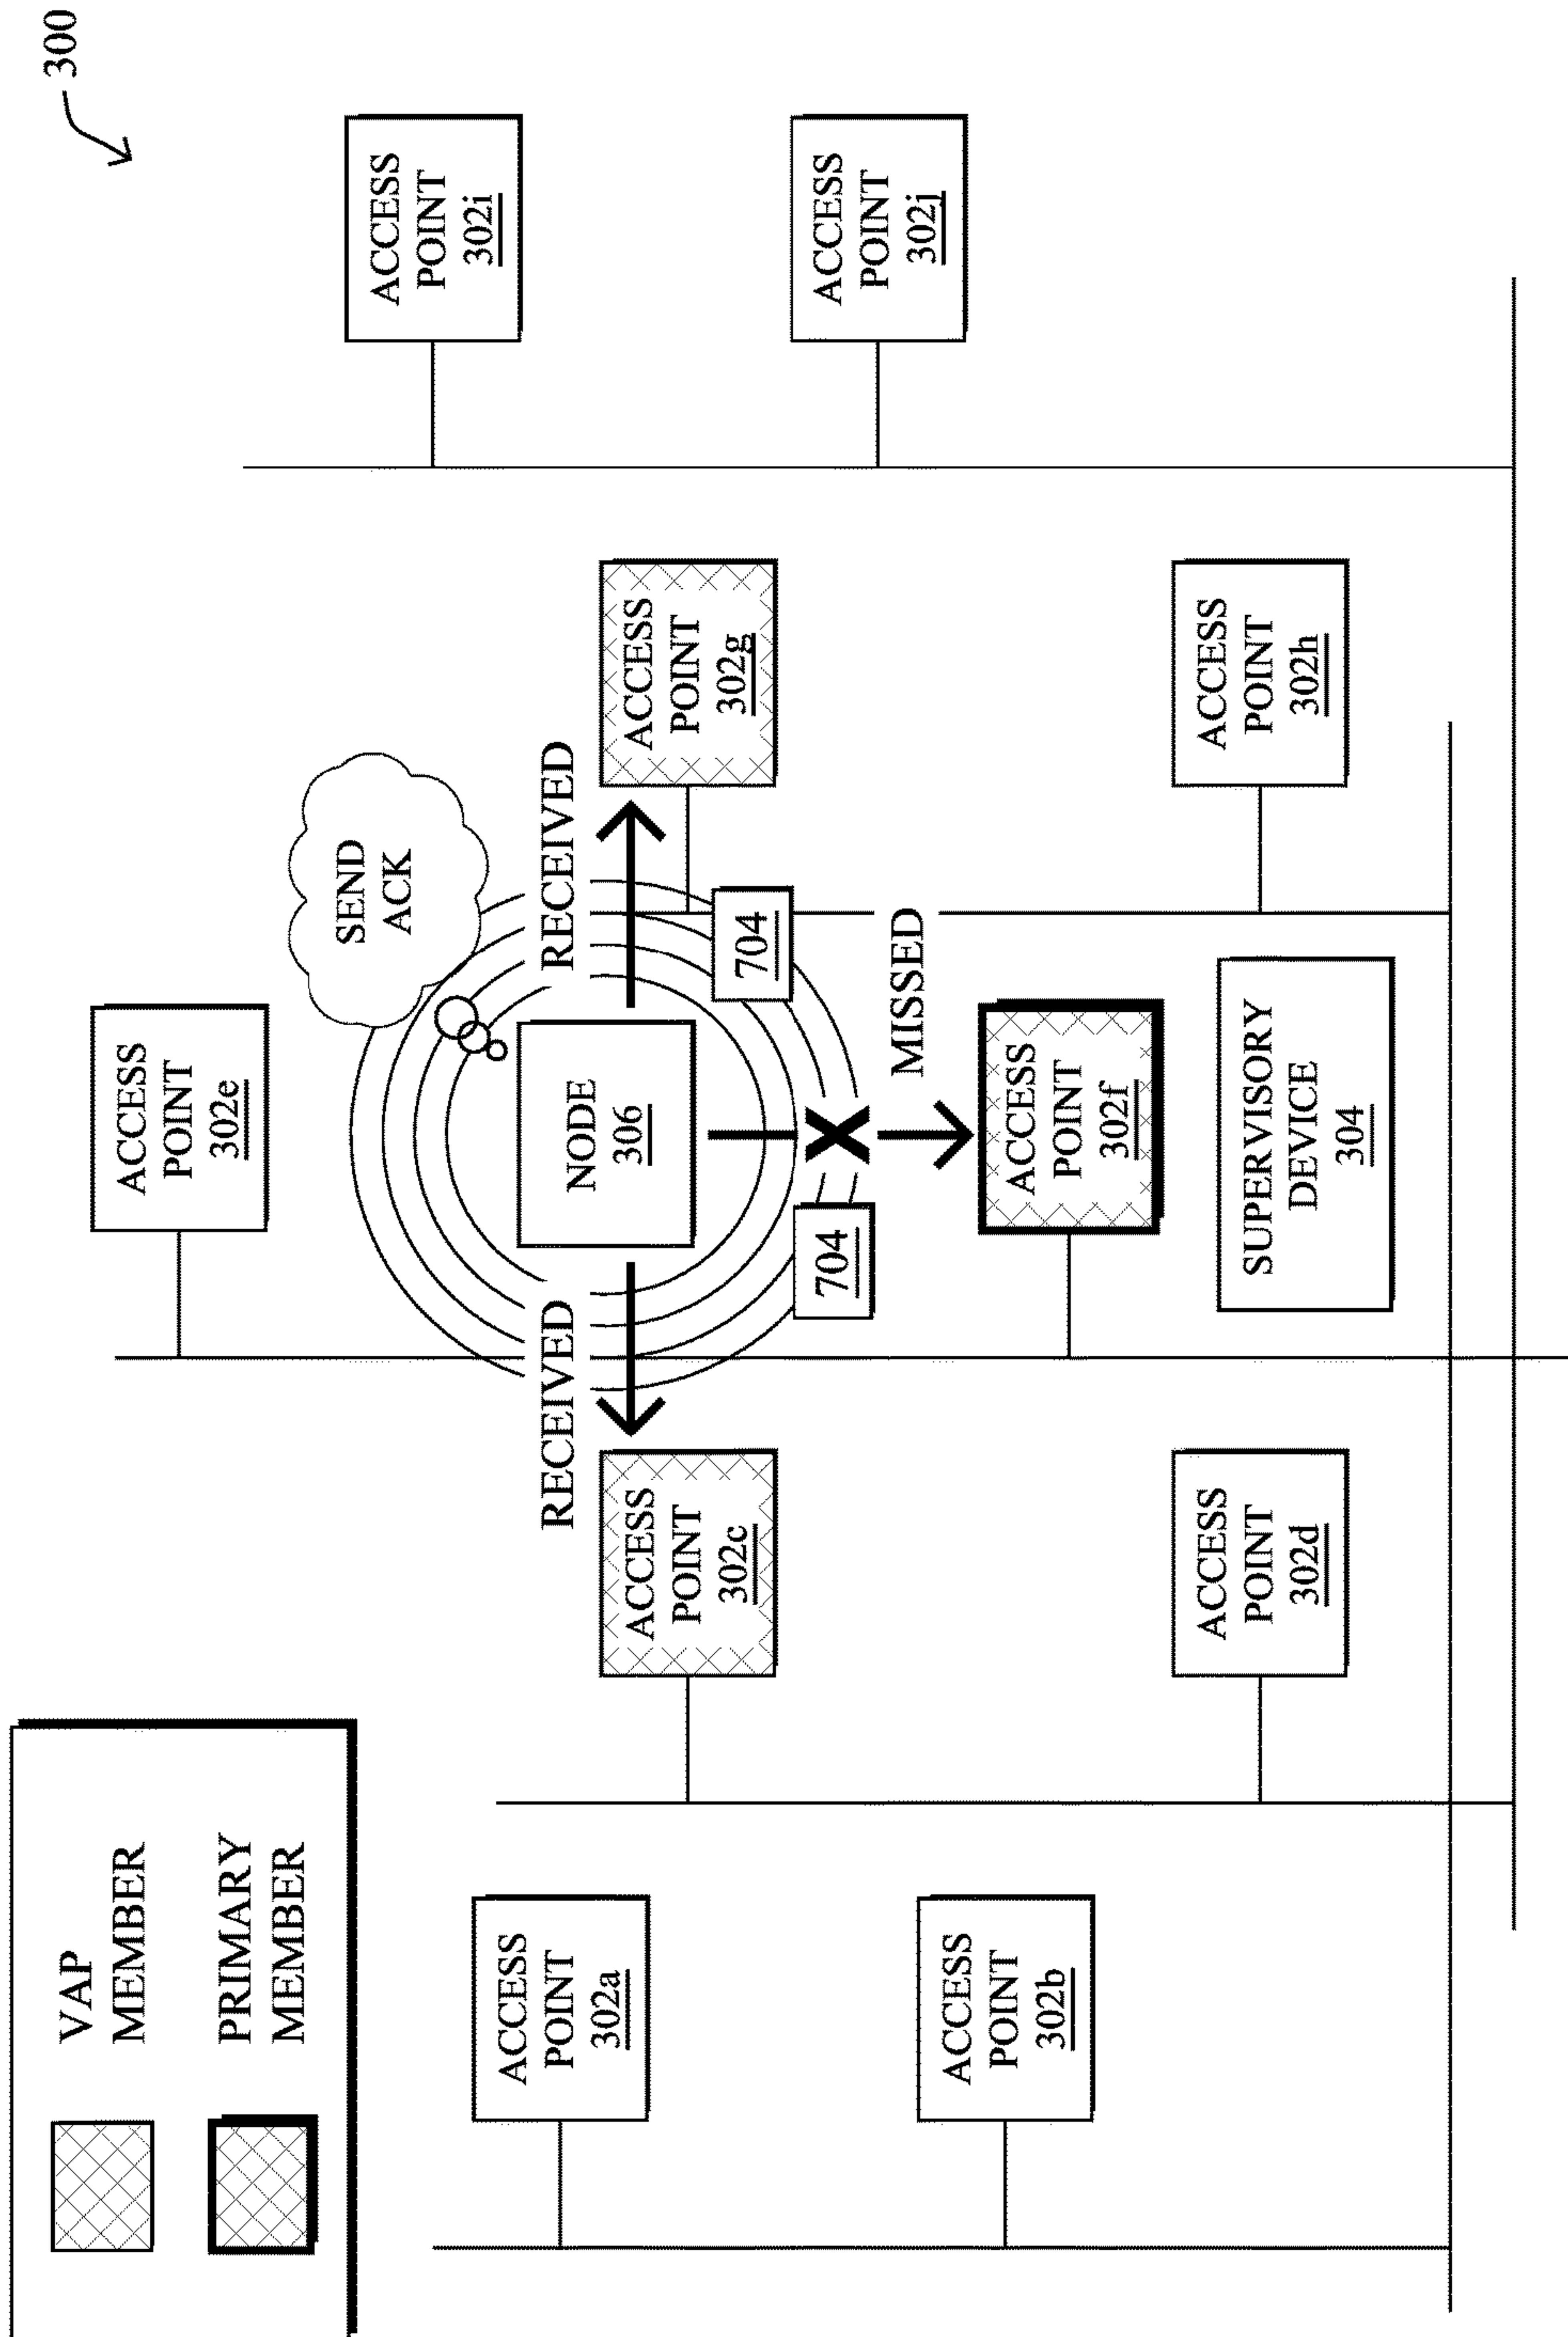 300
VAP
MEMBER
PRIMARY
MEMBER
ACCESS
POINT
302e
ACCESS
POINT
302i
SEND
ACK
ACCESS
POINT
302a
NODE
306
RECEIVED
RECEIVED
ACCESS
POINT
302c
ACCESS
POINT
302g
704
704
ACCESS
POINT
302j
MISSED
ACCESS
POINT
302b
ACCESS
POINT
302f
ACCESS
POINT
302d
SUPERVISORY
DEVICE
304
ACCESS
POINT
302h